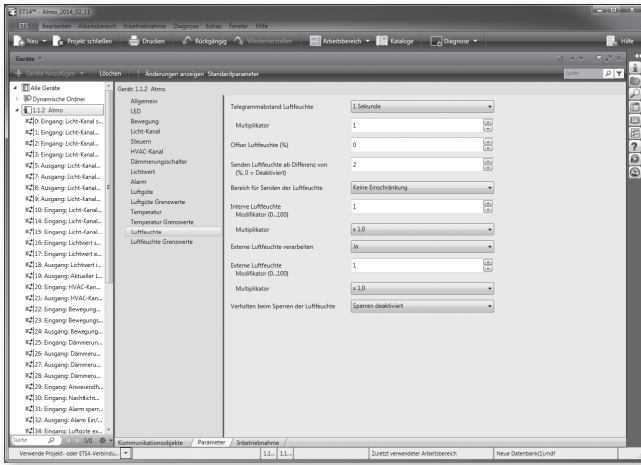 ETS4™ - Atmo_2014_02_11
ETS Bearbeiten Arbeitsbereich Inbetriebnahme Diagnose Extras Fenster Hilfe
Neu Projekt schließen Drucken Rückgängig Wiederherstellen Arbeitsbereich Kataloge Diagnose Hilfe
Geräte
Geräte hinzufügen Löschen Änderungen anzeigen Standardparameter Suche
Alle Geräte
Dynamische Ordner
1.1.2 Atmo
0: Eingang: Licht-Kanal s...
1: Eingang: Licht-Kanal...
2: Eingang: Licht-Kanal...
3: Eingang: Licht-Kanal...
5: Ausgang: Licht-Kanal...
7: Ausgang: Licht-Kanal...
8: Ausgang: Licht-Kanal...
9: Ausgang: Licht-Kanal...
10: Eingang: Licht-Kanal...
14: Eingang: Licht-Kanal...
15: Eingang: Licht-Kanal...
16: Eingang: Lichtwert s...
17: Eingang: Lichtwert e...
18: Ausgang: Lichtwert i...
19: Ausgang: Aktueller L...
20: Eingang: HVAC-Kan...
21: Ausgang: HVAC-Kan...
22: Eingang: Bewegung...
23: Eingang: Bewegungs...
24: Ausgang: Bewegung...
25: Eingang: Dämmerun...
26: Ausgang: Dämmeru...
27: Ausgang: Dämmeru...
28: Ausgang: Dämmeru...
29: Eingang: Anwesendh...
30: Eingang: Nachtlicht...
31: Eingang: Alarm sperr...
32: Ausgang: Alarm Ein/...
34: Eingang: Luftgüte ex...
Suche 0/0
Gerät: 1.1.2 Atmo
Allgemein
LED
Bewegung
Licht-Kanal
Steuern
HVAC-Kanal
Dämmerungsschalter
Lichtwert
Alarm
Luftgüte
Luftgüte Grenzwerte
Temperatur
Temperatur Grenzwerte
Luftfeuchte
Luftfeuchte Grenzwerte
Telegrammabstand Luftfeuchte 1 Sekunde
Multiplikator 1
Offset Luftfeuchte (%) 0
Senden Luftfeuchte ab Differenz von 2
(%, 0 = Deaktiviert)
Bereich für Senden der Luftfeuchte Keine Einschränkung
Interne Luftfeuchte 1
Modifikator (0...100)
Multiplikator x 1,0
Externe Luftfeuchte verarbeiten Ja
Externe Luftfeuchte 1
Modifikator (0...100)
Multiplikator x 1,0
Verhalten beim Sperren der Luftfeuchte Sperren deaktiviert
Kommunikationsobjekte Parameter Inbetriebnahme
Verwende Projekt- oder ETS4-Verbindu... 1.1... 1.1... Zuletzt verwendeter Arbeitsbereich Neue Datenbank(1).mdf